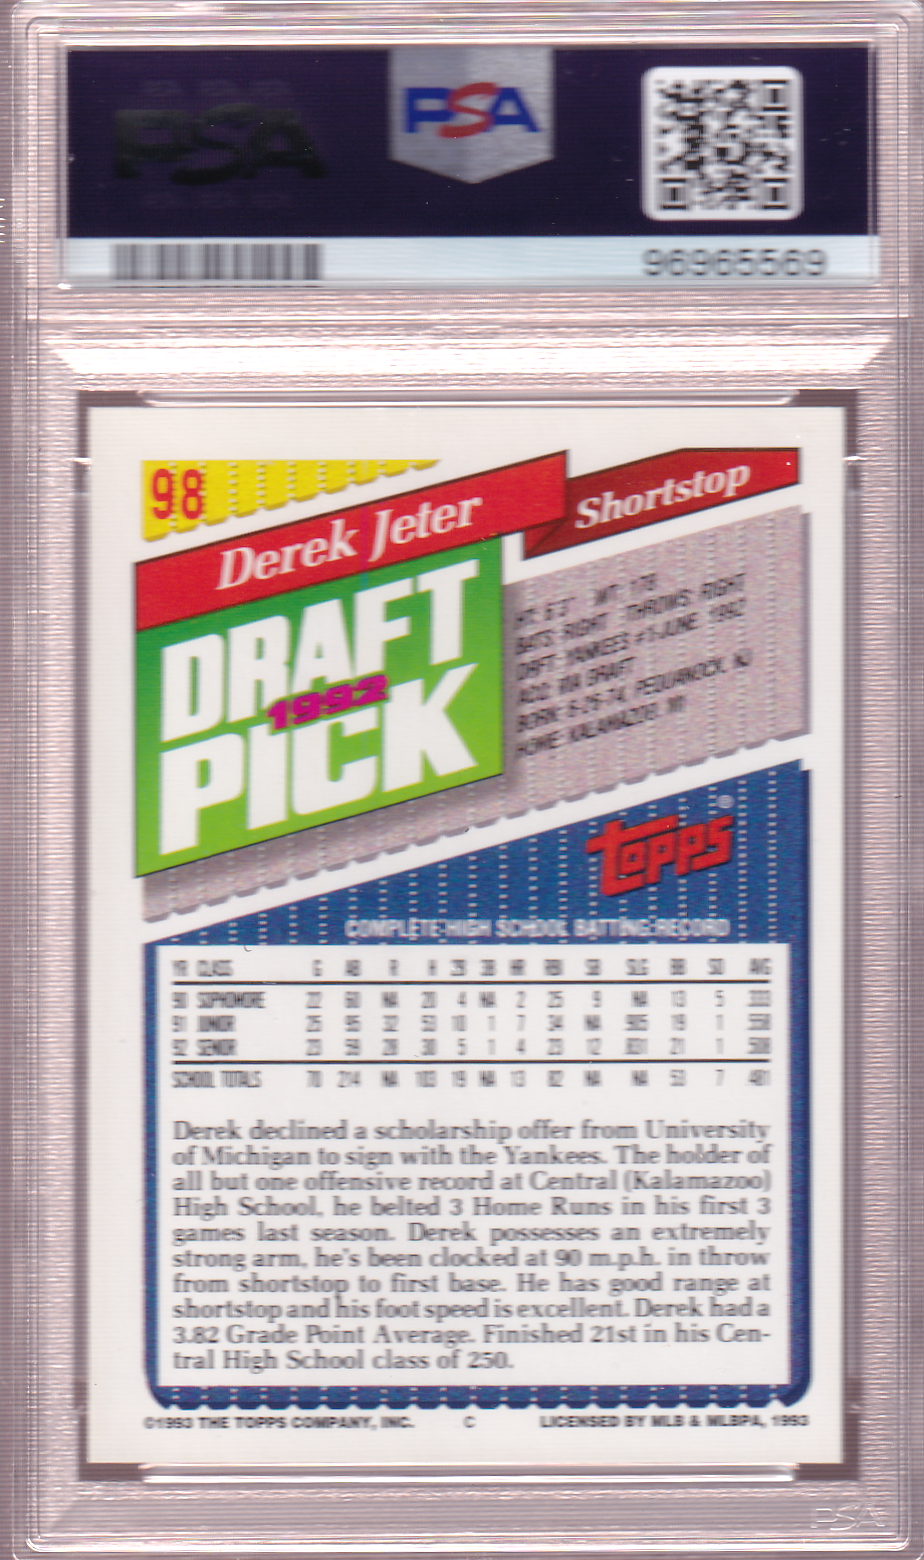 PSA
PSA
96965569
98
Derek Jeter
Shortstop
DRAFT
1992
PICK
HT: 6'3" WT: 175
BATS: RIGHT THROWS: RIGHT
DRAFT: YANKEES #1-JUNE 1992
ACQ: VIA DRAFT
BORN: 6-26-74, PEQUANOCK, NJ
HOME: KALAMAZOO, MI
Topps®
COMPLETE HIGH SCHOOL BATTING RECORD
YR CLASS G AB R H 2B 3B HR RBI SB SLG BB SO AVG
90 SOPHOMORE 22 60 NA 20 4 NA 2 25 9 NA 13 5 .333
91 JUNIOR 25 95 32 53 10 1 7 34 NA .905 19 1 .558
92 SENIOR 23 59 28 30 5 1 4 23 12 .831 21 1 .508
SCHOOL TOTALS 70 214 NA 103 19 NA 13 82 NA NA 53 7 .481
Derek declined a scholarship offer from University
of Michigan to sign with the Yankees. The holder of
all but one offensive record at Central (Kalamazoo)
High School, he belted 3 Home Runs in his first 3
games last season. Derek possesses an extremely
strong arm, he's been clocked at 90 m.p.h. in throw
from shortstop to first base. He has good range at
shortstop and his foot speed is excellent. Derek had a
3.82 Grade Point Average. Finished 21st in his Cen-
tral High School class of 250.
©1993 THE TOPPS COMPANY, INC. C LICENSED BY MLB & MLBPA, 1993
PSA